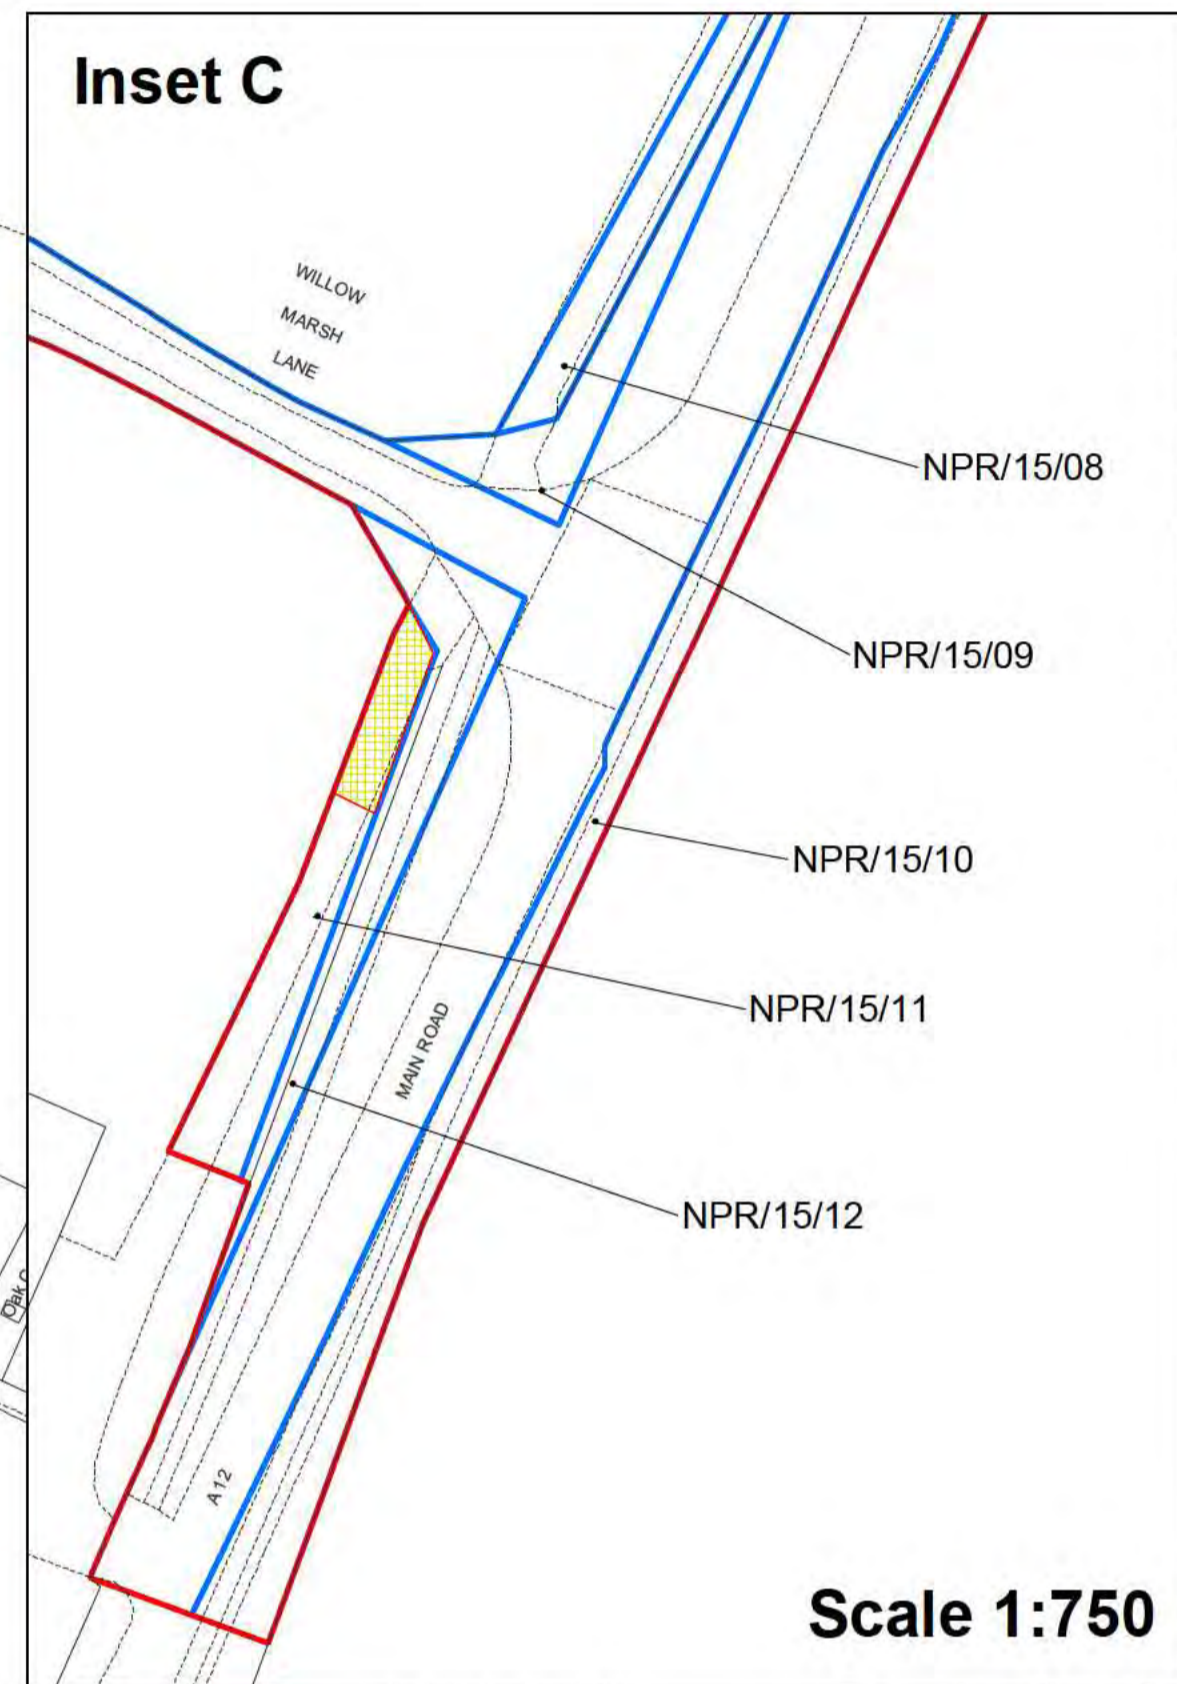 Inset C
WILLOW
MARSH
LANE
NPR/15/08
NPR/15/09
NPR/15/10
NPR/15/11
MAIN ROAD
NPR/15/12
Oak
A12
Scale 1:750